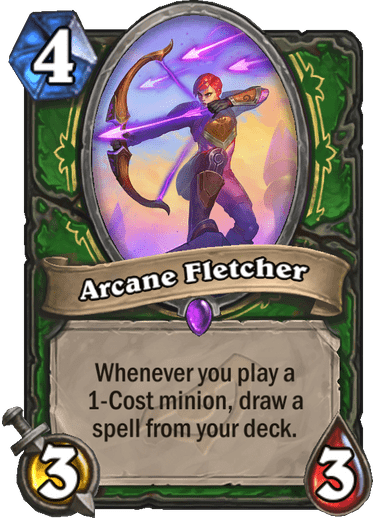 4
Arcane Fletcher
Whenever you play a
1-Cost minion, draw a
spell from your deck.
3 3